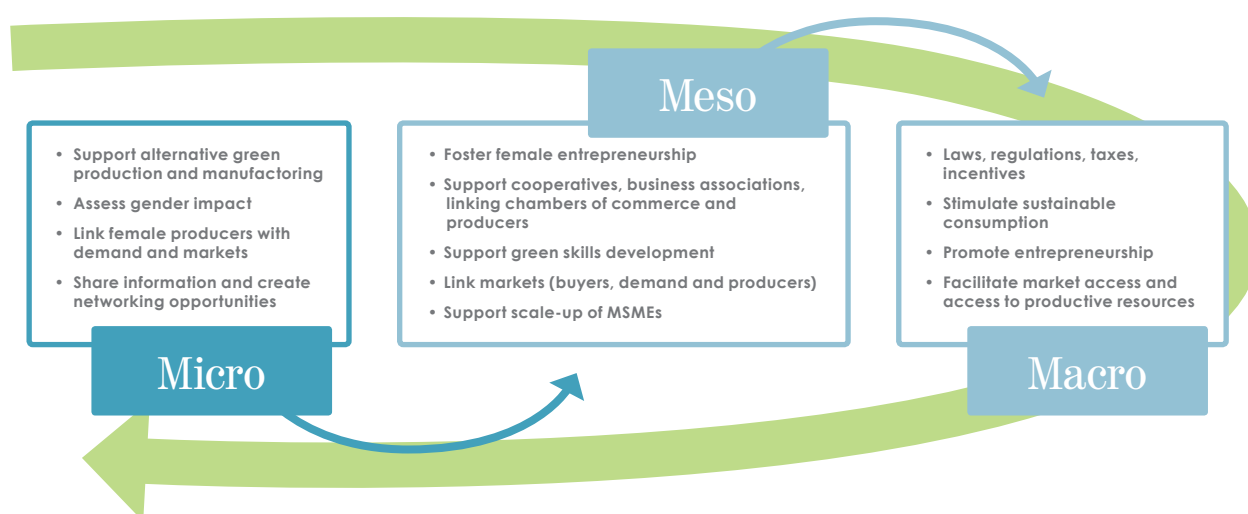 Micro
• Support alternative green
production and manufactoring
• Assess gender impact
• Link female producers with
demand and markets
• Share information and create
networking opportunities
Meso
• Foster female entrepreneurship
• Support cooperatives, business associations,
linking chambers of commerce and
producers
• Support green skills development
• Link markets (buyers, demand and producers)
• Support scale-up of MSMEs
Macro
• Laws, regulations, taxes,
incentives
• Stimulate sustainable
consumption
• Promote entrepreneurship
• Facilitate market access and
access to productive resources